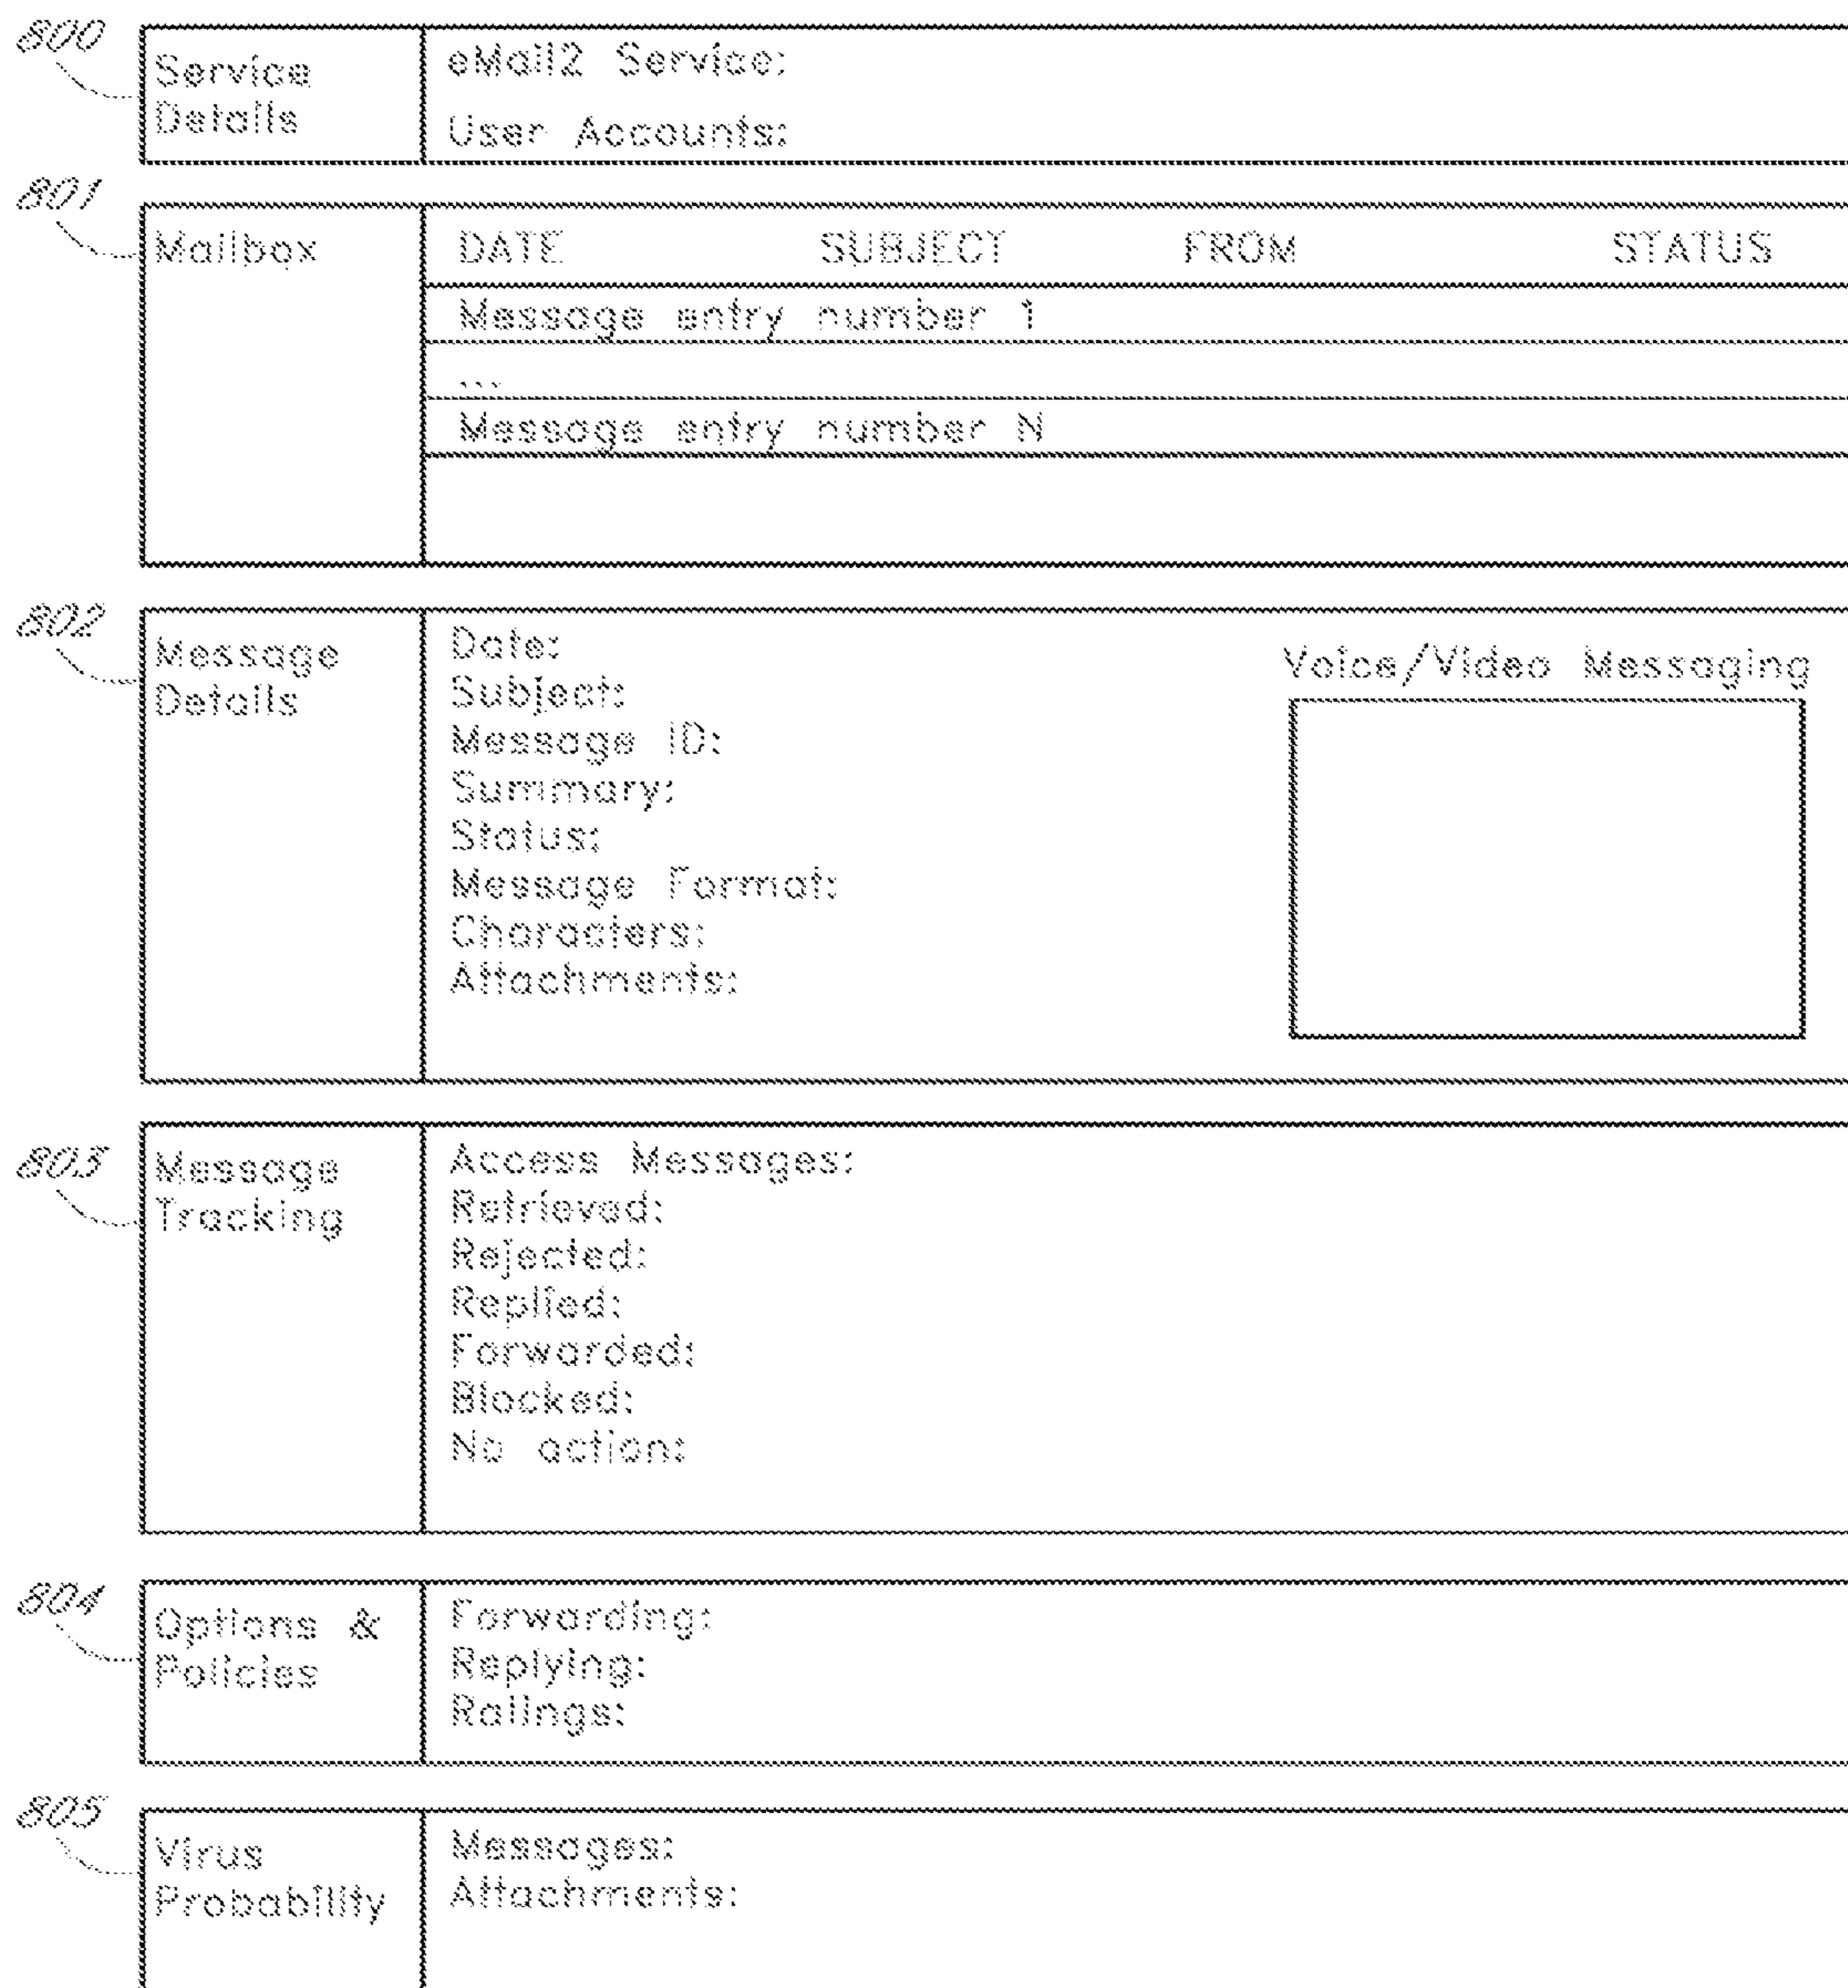 800
Service
Details
eMail2 Service:
User Accounts:
801
Mailbox
DATE SUBJECT FROM STATUS
Message entry number 1
...
Message entry number N
802
Message
Details
Date:
Subject:
Message ID:
Summary:
Status:
Message Format:
Characters:
Attachments:
Voice/Video Messaging
803
Message
Tracking
Access Messages:
Retrieved:
Rejected:
Replied:
Forwarded:
Blocked:
No action:
804
Options &
Policies
Forwarding:
Replying:
Ratings:
805
Virus
Probability
Messages:
Attachments: